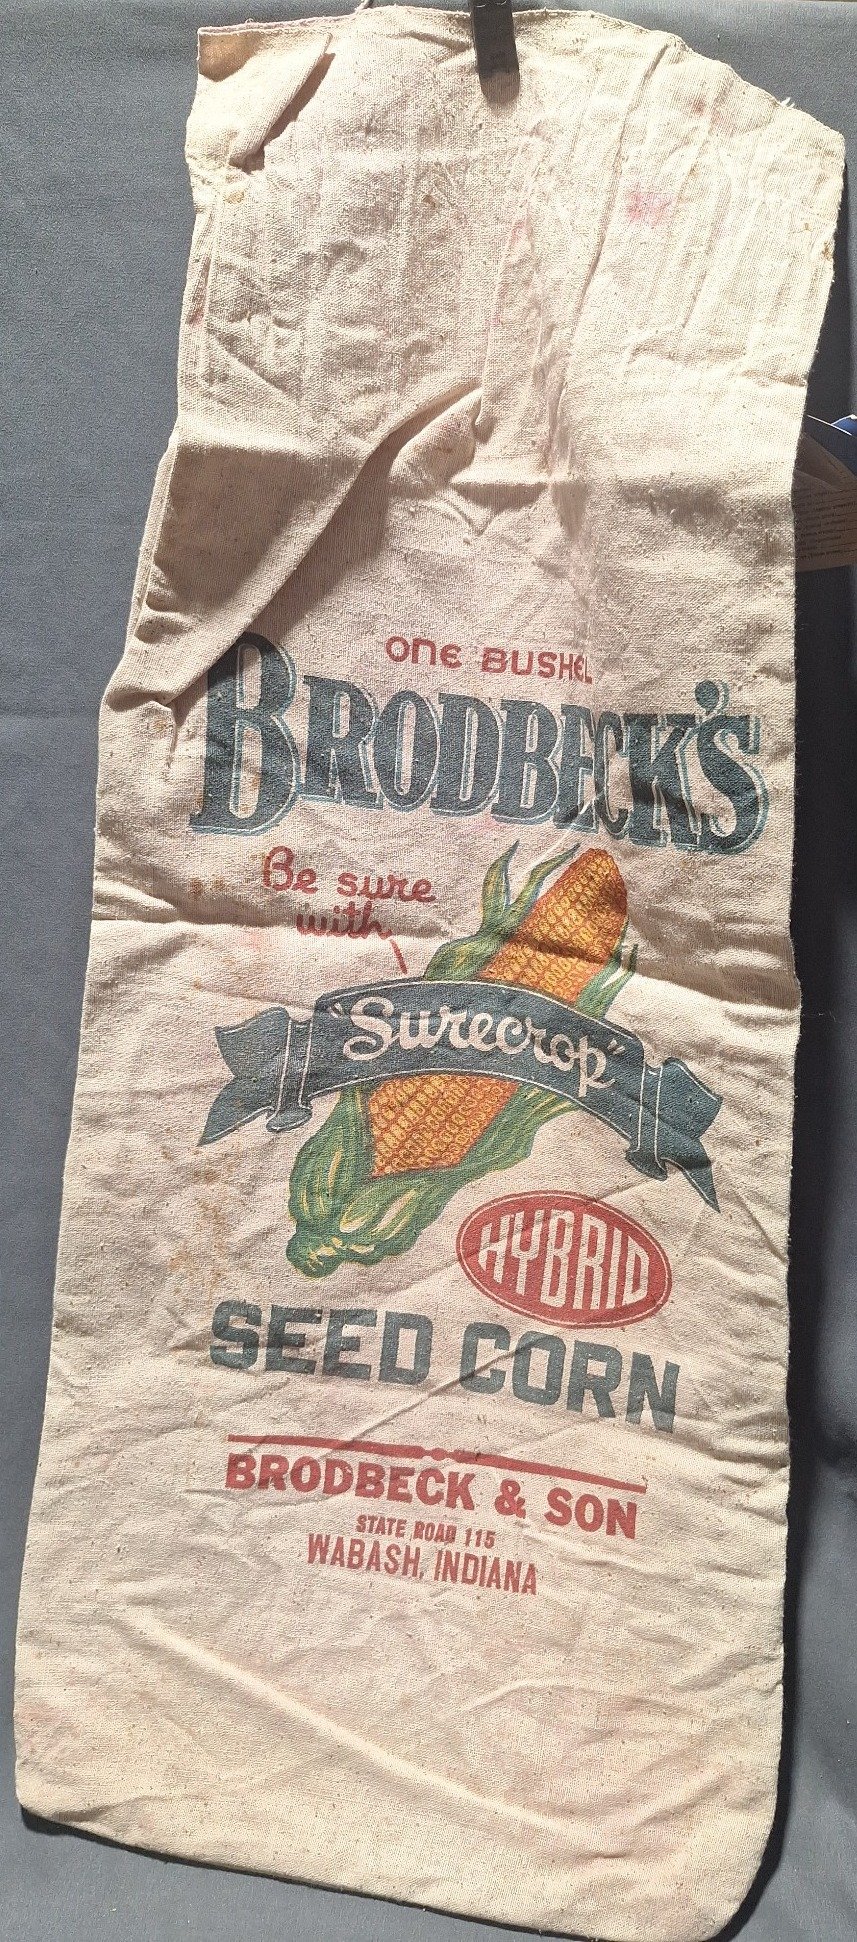 ONE BUSHEL
BRODBECK'S
Be sure
with
"Surecrop"
HYBRID
SEED CORN
BRODBECK & SON
STATE ROAD 115
WABASH, INDIANA